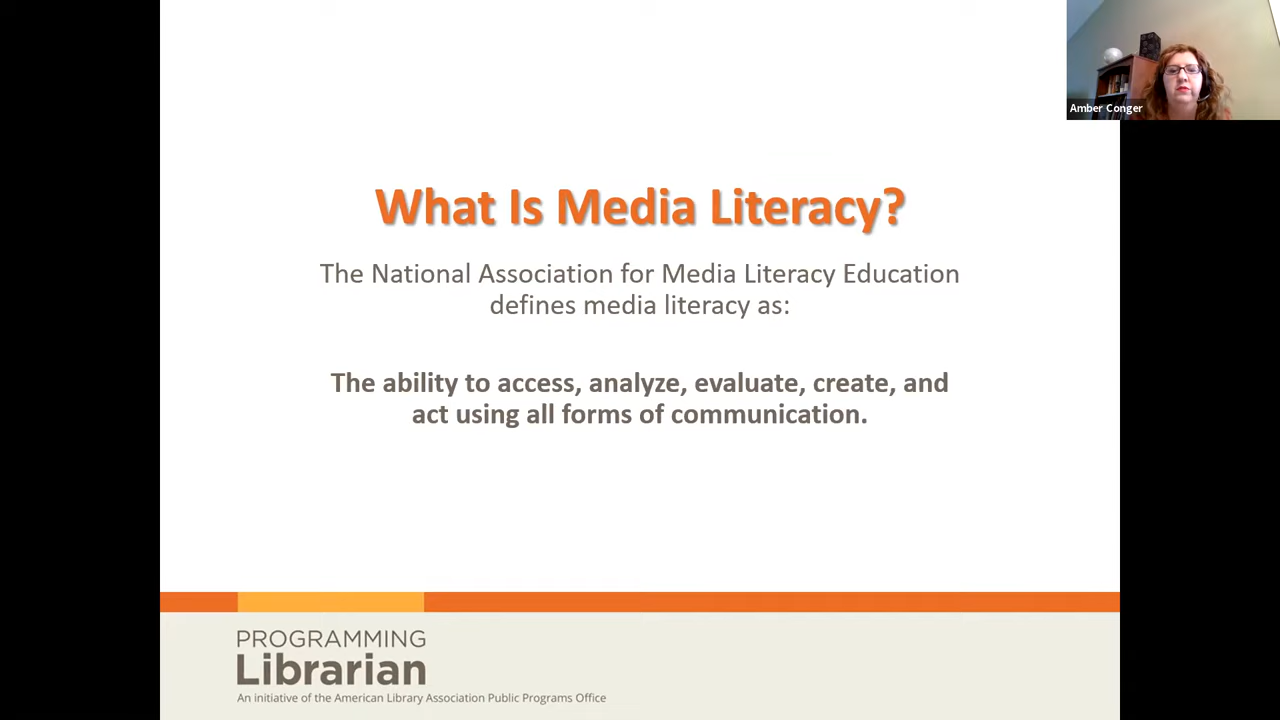 Amber Conger
What Is Media Literacy?
The National Association for Media Literacy Education
defines media literacy as:
The ability to access, analyze, evaluate, create, and
act using all forms of communication.
PROGRAMMING
Librarian
An initiative of the American Library Association Public Programs Office